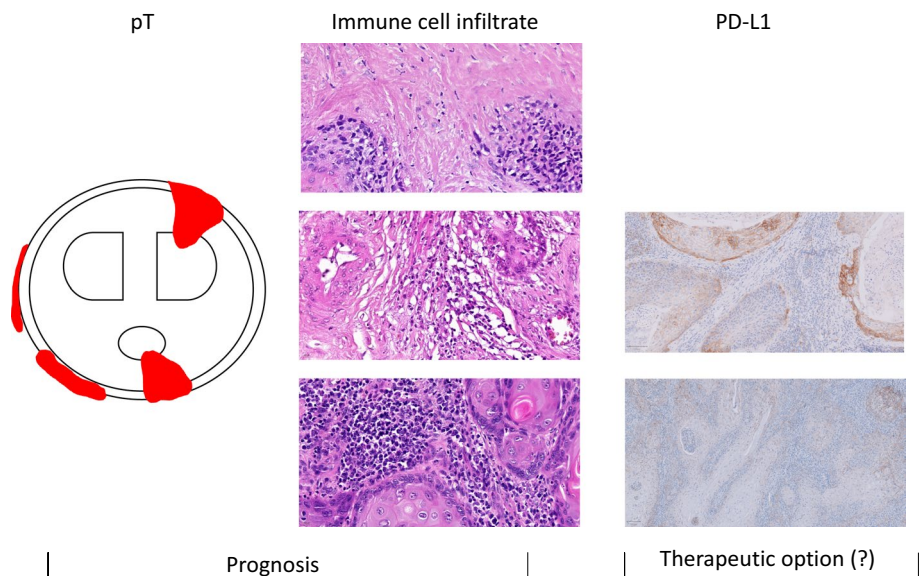 pT
Immune cell infiltrate
PD-L1
Prognosis
Therapeutic option (?)